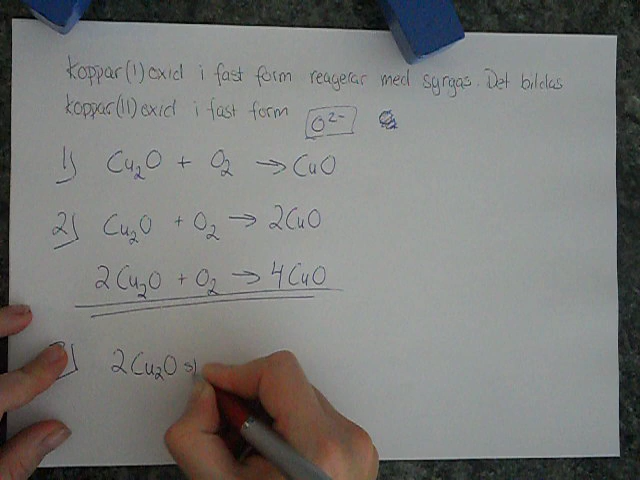 Koppar(I)oxid i fast form reagerar med syrgas. Det bildas
koppar(II)oxid i fast form O²⁻
1) Cu₂O + O₂ → CuO
2) Cu₂O + O₂ → 2CuO
2Cu₂O + O₂ → 4CuO
3) 2Cu₂O